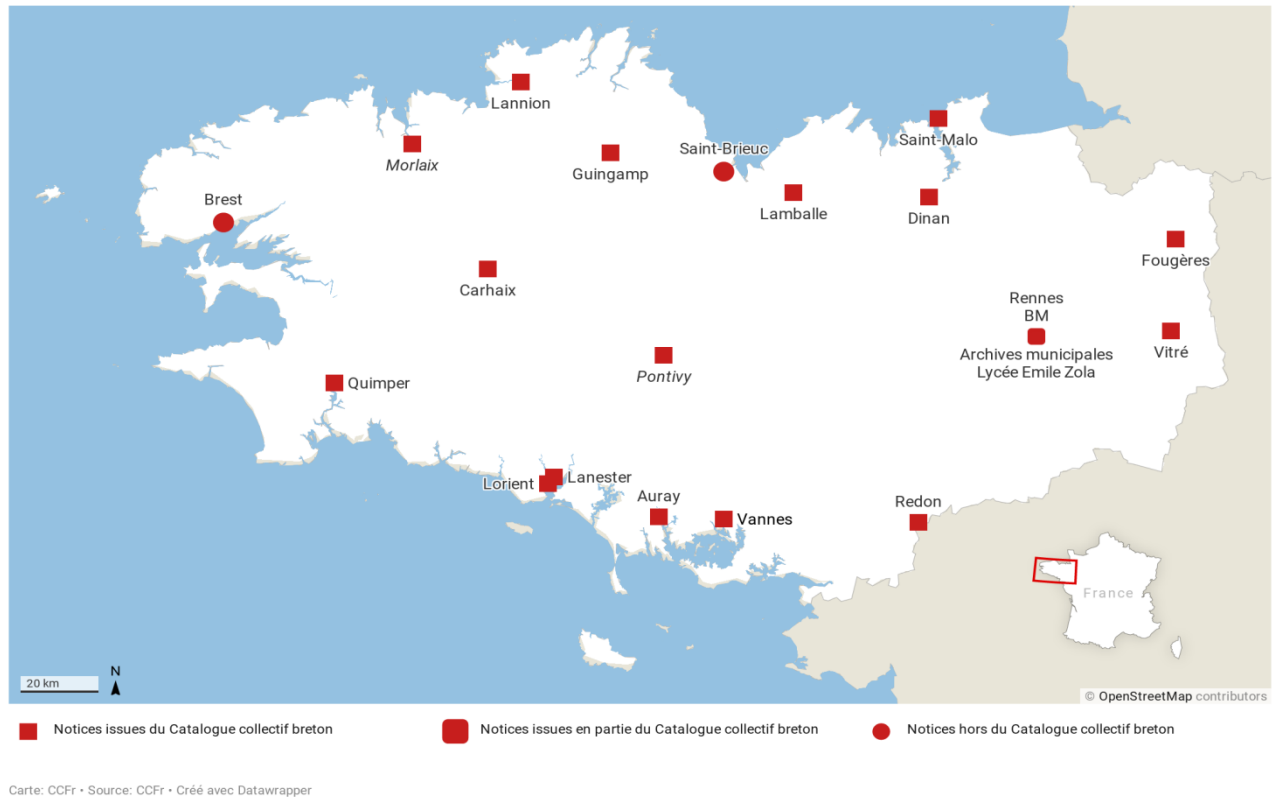 Lannion
Morlaix
Guingamp
Saint-Brieuc
Saint-Malo
Lamballe
Dinan
Brest
Fougères
Carhaix
Rennes
BM
Archives municipales
Lycée Emile Zola
Vitré
Pontivy
Quimper
Lanester
Lorient
Auray
Vannes
Redon
France
20 km
N
© OpenStreetMap contributors
Notices issues du Catalogue collectif breton
Notices issues en partie du Catalogue collectif breton
Notices hors du Catalogue collectif breton
Carte: CCFr • Source: CCFr • Créé avec Datawrapper